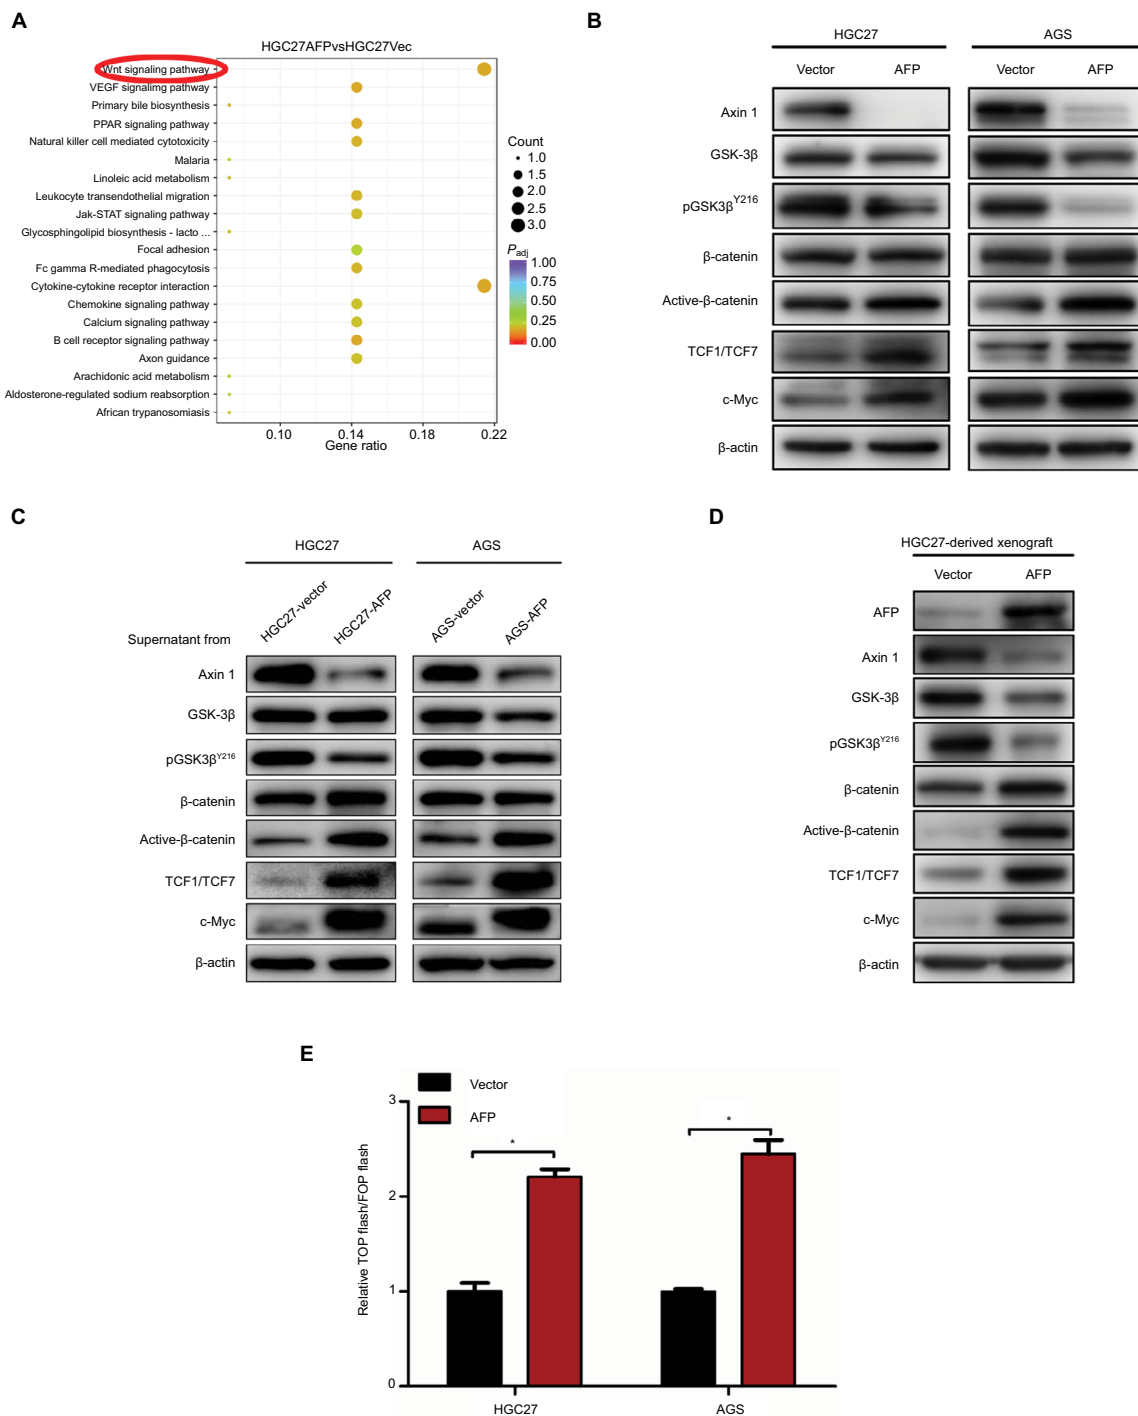 A
HGC27AFPvsHGC27Vec
Wnt signaling pathway
VEGF signaling pathway
Primary bile biosynthesis
PPAR signaling pathway
Natural killer cell mediated cytotoxicity
Malaria
Linoleic acid metabolism
Leukocyte transendothelial migration
Jak-STAT signaling pathway
Glycosphingolipid biosynthesis - lacto ...
Focal adhesion
Fc gamma R-mediated phagocytosis
Cytokine-cytokine receptor interaction
Chemokine signaling pathway
Calcium signaling pathway
B cell receptor signaling pathway
Axon guidance
Arachidonic acid metabolism
Aldosterone-regulated sodium reabsorption
African trypanosomiasis
0.10 0.14 0.18 0.22
Gene ratio
Count
1.0
1.5
2.0
2.5
3.0
Padj
1.00
0.75
0.50
0.25
0.00
B
HGC27 AGS
Vector AFP Vector AFP
Axin 1
GSK-3β
pGSK3βY216
β-catenin
Active-β-catenin
TCF1/TCF7
c-Myc
β-actin
C
HGC27 AGS
Supernatant from HGC27-vector HGC27-AFP AGS-vector AGS-AFP
Axin 1
GSK-3β
pGSK3βY216
β-catenin
Active-β-catenin
TCF1/TCF7
c-Myc
β-actin
D
HGC27-derived xenograft
Vector AFP
AFP
Axin 1
GSK-3β
pGSK3βY216
β-catenin
Active-β-catenin
TCF1/TCF7
c-Myc
β-actin
E
Vector
AFP
Relative TOP flash/FOP flash
3
2
1
0
* *
HGC27 AGS